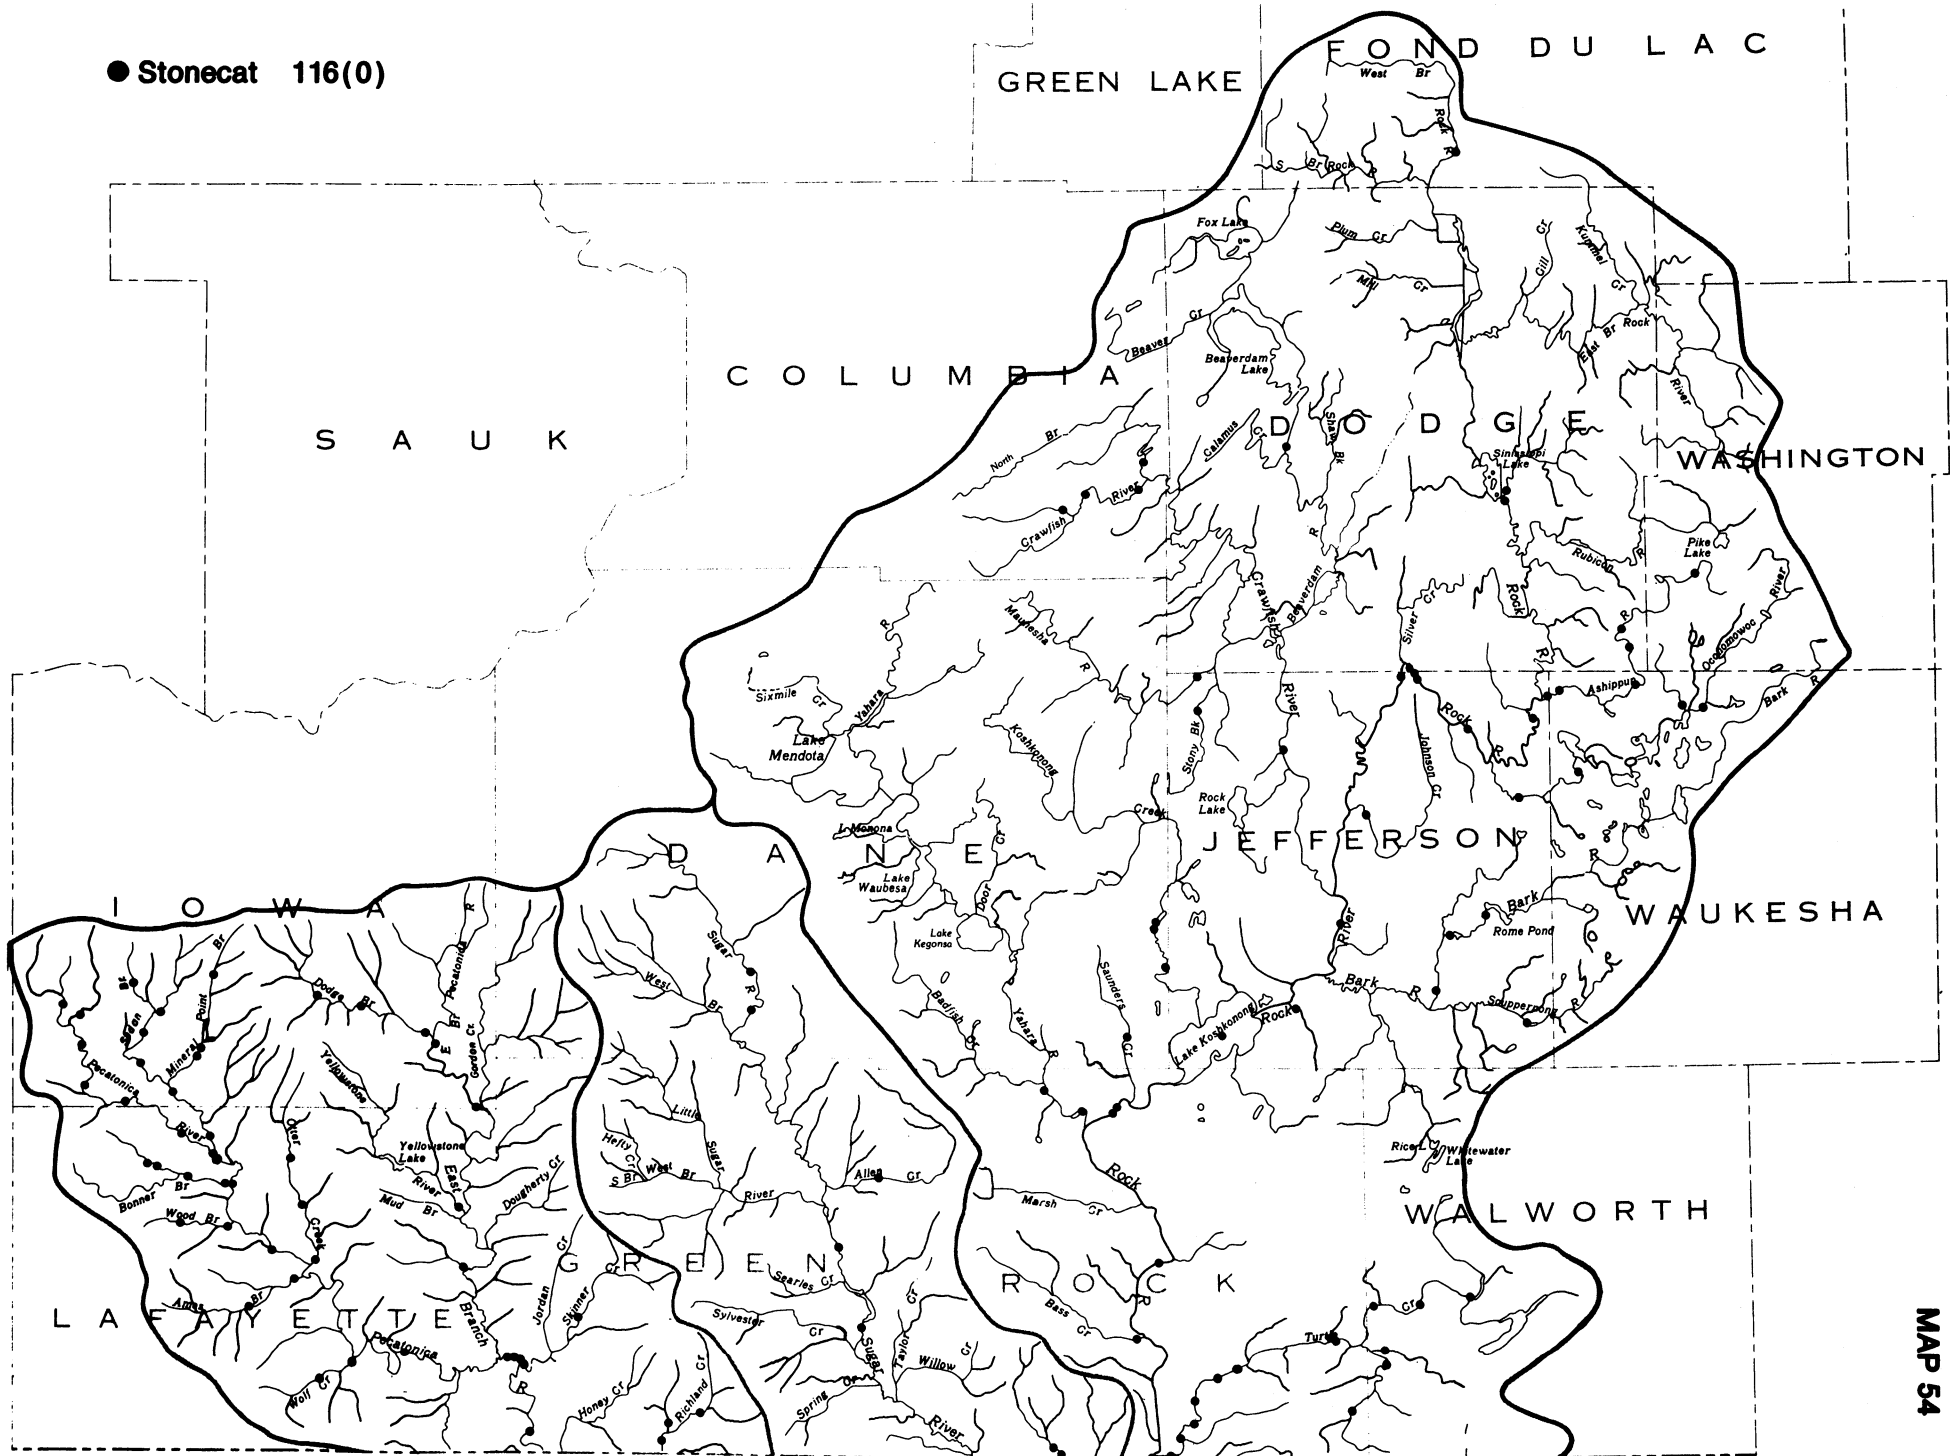 ● Stonecat 116(0)
FOND DU LAC
GREEN LAKE
West Br
Rock R
S Br Rock R
Fox Lake
Plum Cr
Mill Cr
Gill Cr
Kummel Cr
East Br Rock River
Beaver Cr
Beaverdam Lake
COLUMBIA
SAUK
DODGE
WASHINGTON
North Br
Calamus Cr
Shaw Bk
Sinissippi Lake
Crawfish River
Rubicon R
Pike Lake
Beaverdam R
Crawfish River
Silver Cr
Rock R
Maunesha R
Oconomowoc River
Sixmile Cr
Yahara R
Ashippun R
Bark R
Lake Mendota
Koshkonong Creek
Stony Bk
Rock R
Johnson Cr
Rock Lake
L Monona
JEFFERSON
DANE
Lake Waubesa
Door Cr
IOWA
Bark R
Rome Pond
WAUKESHA
Lake Kegonsa
River
Sugar R
West Br
Pecatonica R
E Br
Gordon Cr
Dodge Br
Mineral Point Br
Sudan Br
Badfish Cr
Yahara R
Saunders Cr
Bark R
Scuppernong R
Lake Koshkonong
Rock
Pecatonica River
Yellowstone River
Otter Creek
Little Sugar River
Yellowstone Lake
Hefty Cr
S Br
West Br
Allen Cr
Rice L
Whitewater Lake
Bonner Br
Mud Br
East Branch
Dougherty Cr
Wood Br
Rock R
Marsh Cr
WALWORTH
GREEN
ROCK
Searles Cr
Jordan Cr
Skinner Cr
Ames Br
LAFAYETTE
Sylvester Cr
Bass Cr
Turtle Cr
Pecatonica R
Taylor Cr
Willow Cr
Sugar River
Wolf Cr
Honey Cr
Richland Cr
Spring Cr
MAP 54